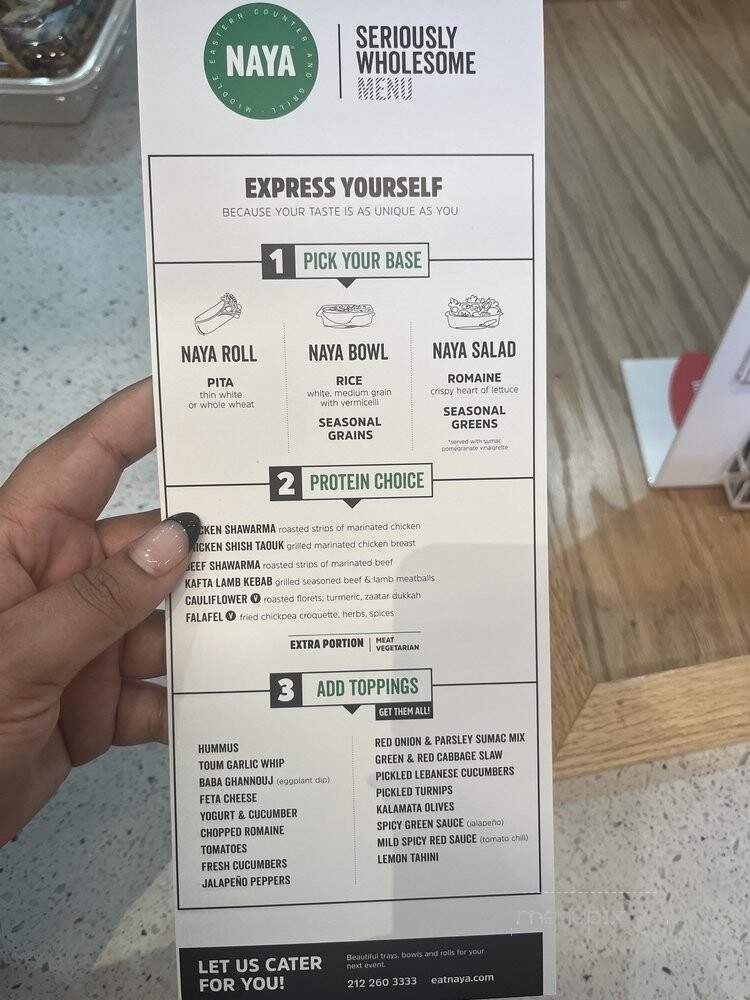 MIDDLE EASTERN COUNTER AND GRILL
NAYA
SERIOUSLY
WHOLESOME
MENU
EXPRESS YOURSELF
BECAUSE YOUR TASTE IS AS UNIQUE AS YOU
1 PICK YOUR BASE
NAYA ROLL
PITA
thin white
or whole wheat
NAYA BOWL
RICE
white, medium grain
with vermicelli
SEASONAL
GRAINS
NAYA SALAD
ROMAINE
crispy heart of lettuce
SEASONAL
GREENS
*served with sumac
pomegranate vinaigrette
2 PROTEIN CHOICE
CKEN SHAWARMA roasted strips of marinated chicken
ICKEN SHISH TAOUK grilled marinated chicken breast
BEEF SHAWARMA roasted strips of marinated beef
KAFTA LAMB KEBAB grilled seasoned beef & lamb meatballs
CAULIFLOWER V roasted florets, turmeric, zaatar dukkah
FALAFEL V fried chickpea croquette, herbs, spices
EXTRA PORTION | MEAT
VEGETARIAN
3 ADD TOPPINGS
GET THEM ALL!
HUMMUS
TOUM GARLIC WHIP
BABA GHANNOUJ (eggplant dip)
FETA CHEESE
YOGURT & CUCUMBER
CHOPPED ROMAINE
TOMATOES
FRESH CUCUMBERS
JALAPEÑO PEPPERS
RED ONION & PARSLEY SUMAC MIX
GREEN & RED CABBAGE SLAW
PICKLED LEBANESE CUCUMBERS
PICKLED TURNIPS
KALAMATA OLIVES
SPICY GREEN SAUCE (jalapeño)
MILD SPICY RED SAUCE (tomato chili)
LEMON TAHINI
LET US CATER
FOR YOU!
Beautiful trays, bowls and rolls for your
next event.
212 260 3333 eatnaya.com